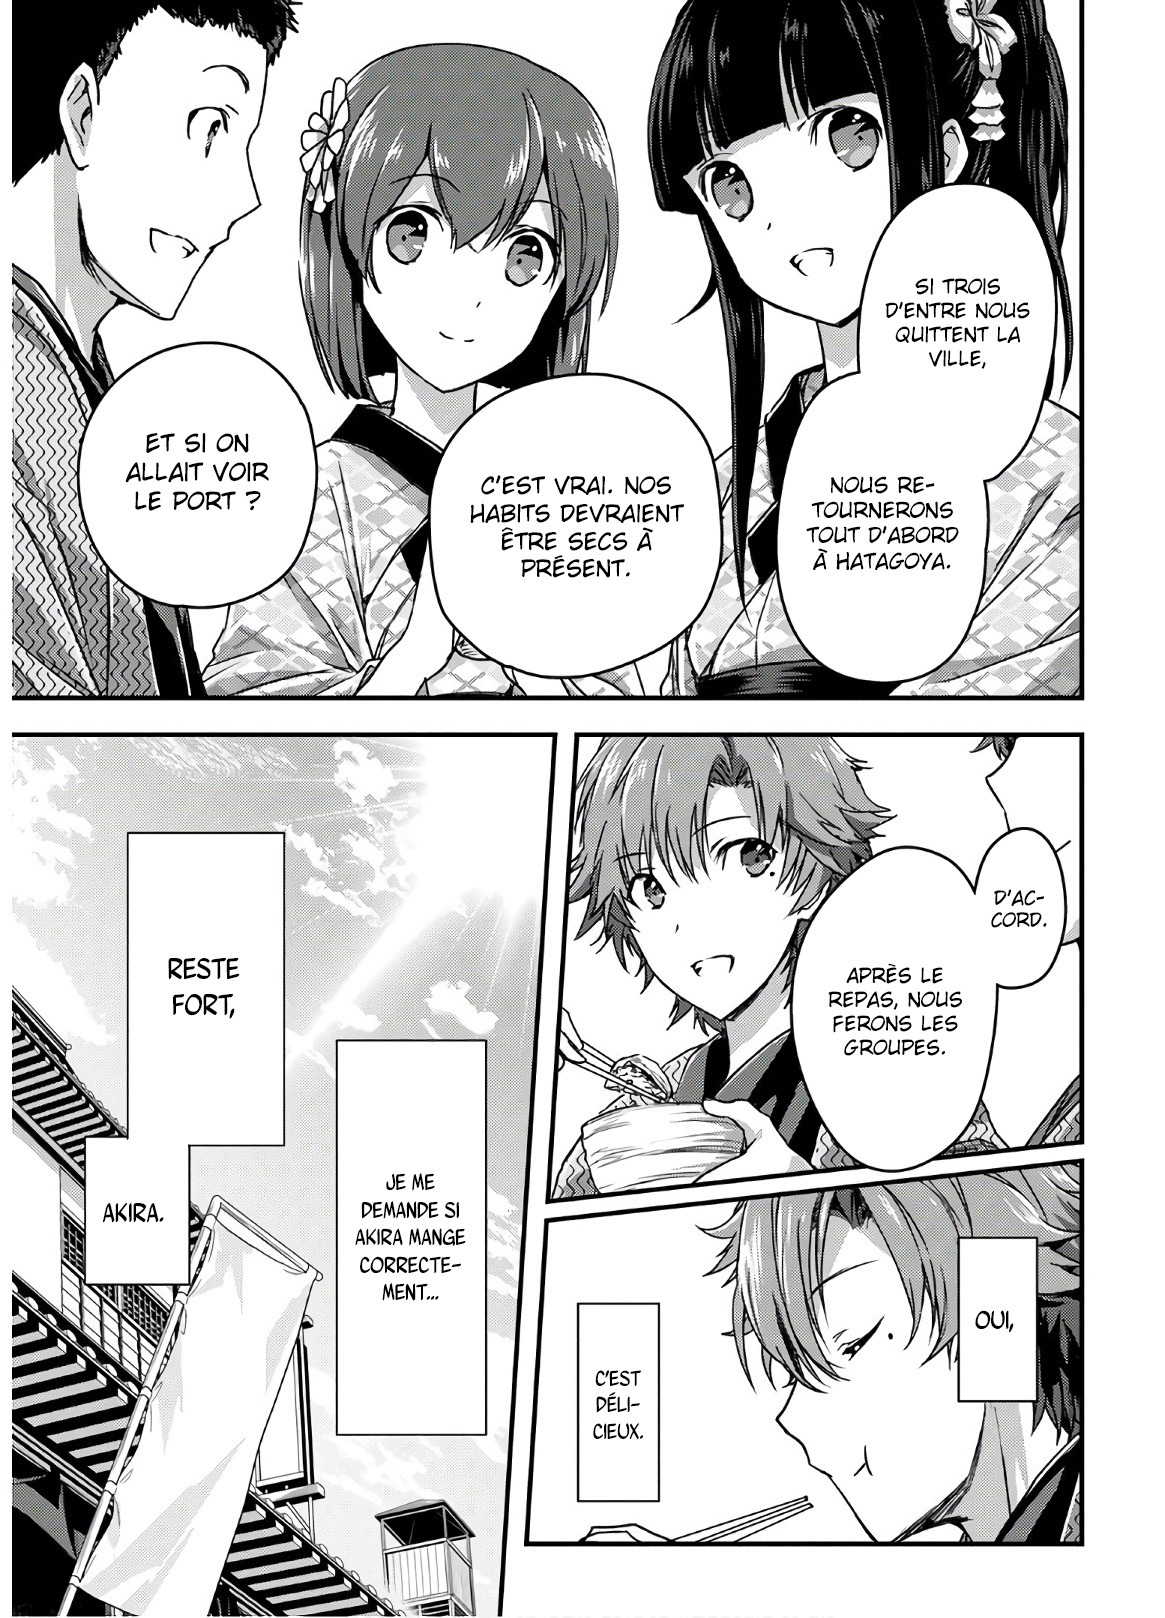 SI TROIS
D'ENTRE NOUS
QUITTENT LA
VILLE,
NOUS RE-
TOURNERONS
TOUT D'ABORD
À HATAGOYA.
C'EST VRAI. NOS
HABITS DEVRAIENT
ÊTRE SECS À
PRÉSENT.
ET SI ON
ALLAIT VOIR
LE PORT ?
D'AC-
CORD.
APRÈS LE
REPAS, NOUS
FERONS LES
GROUPES.
OUI,
C'EST
DÉLI-
CIEUX.
JE ME
DEMANDE SI
AKIRA MANGE
CORRECTE-
MENT...
RESTE
FORT,
AKIRA.